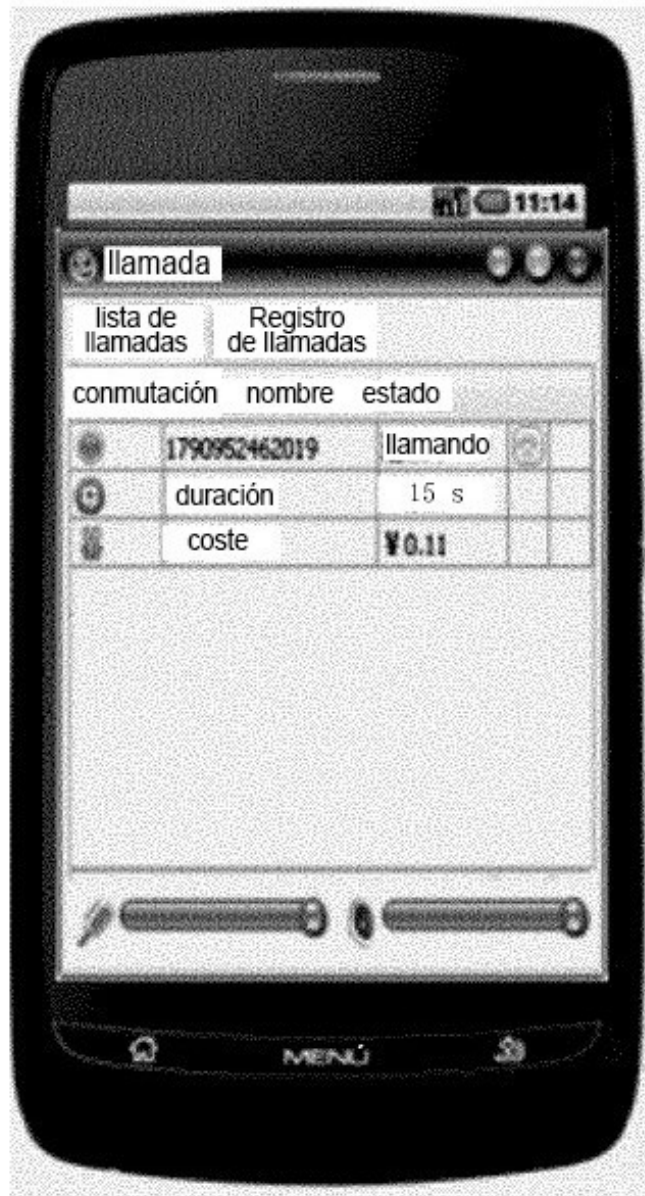 11:14
llamada
lista de llamadas
Registro de llamadas
conmutación nombre estado
1790952462019 llamando
duración 15 s
coste ¥0.11
MENÚ